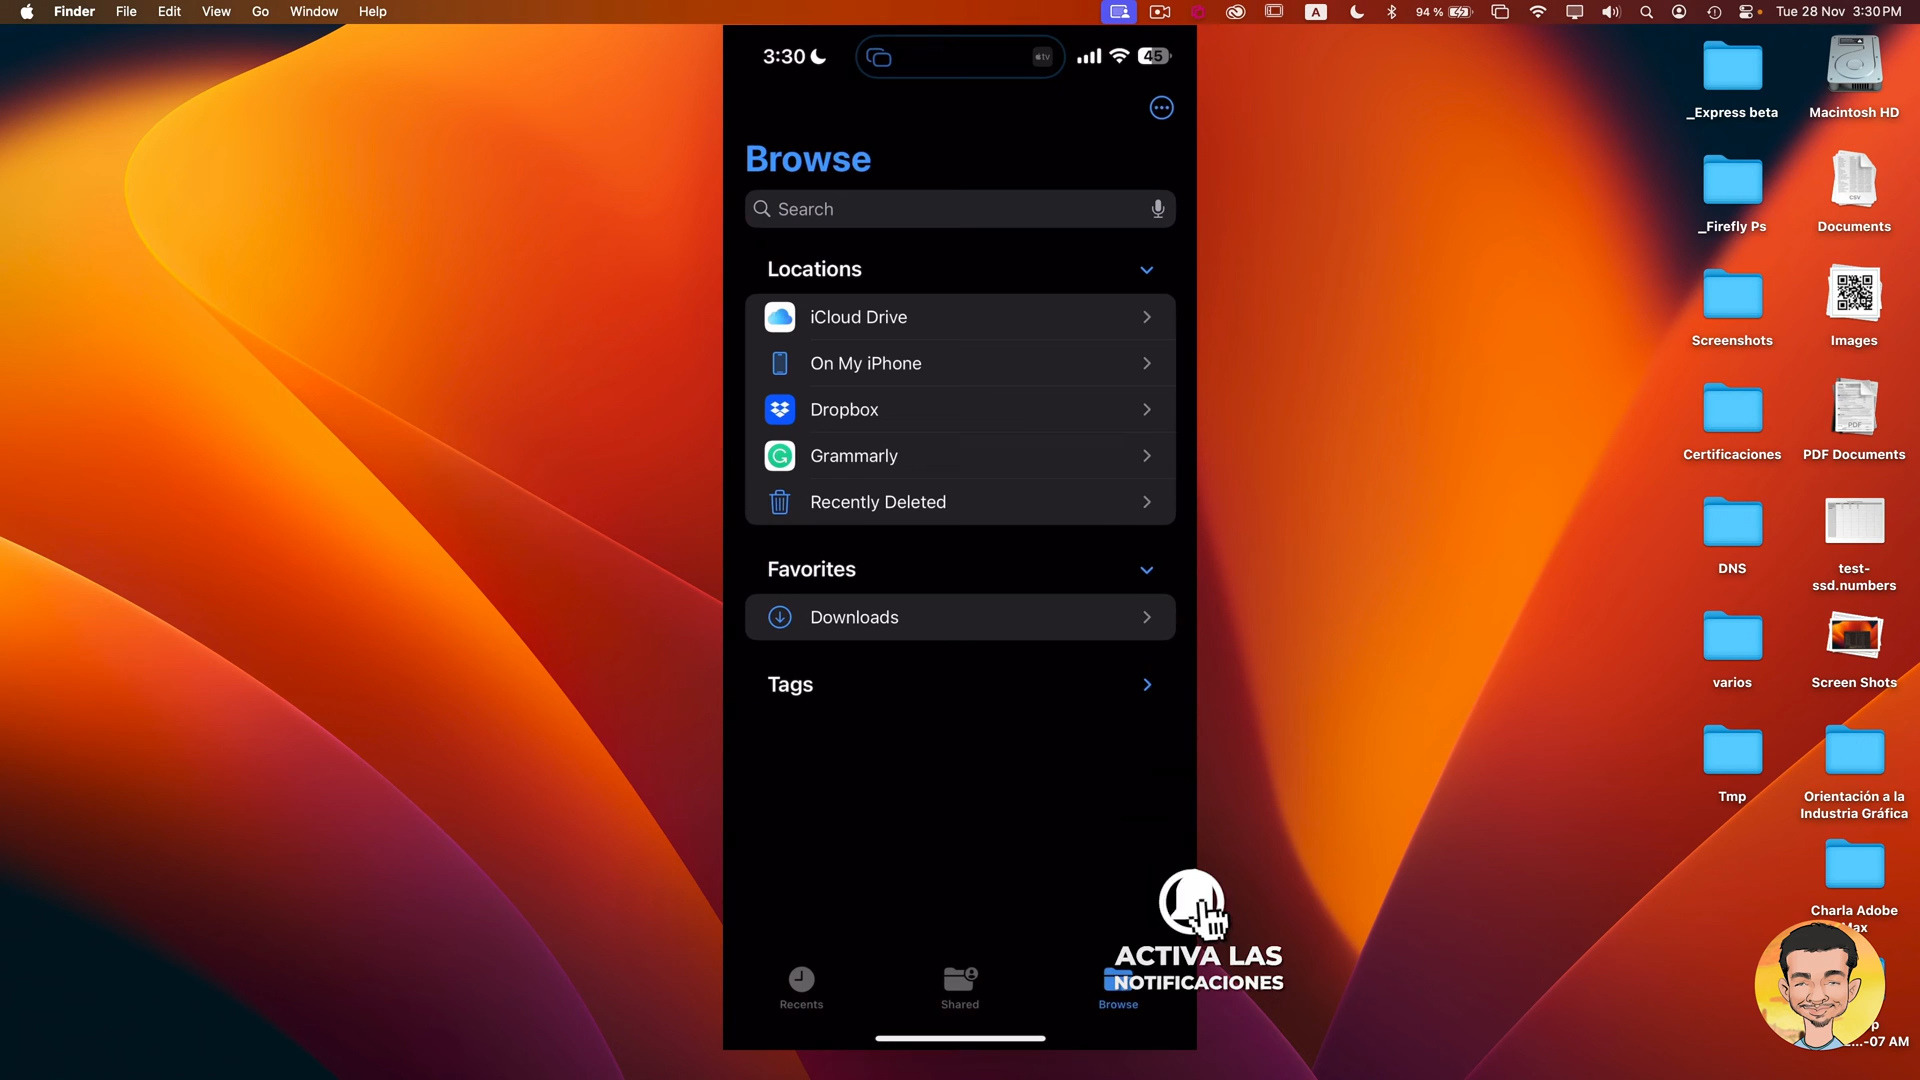 Finder File Edit View Go Window Help
A
94 %
Tue 28 Nov 3:30 PM
3:30
tv
45
Browse
Search
Locations
iCloud Drive
On My iPhone
Dropbox
Grammarly
Recently Deleted
Favorites
Downloads
Tags
Recents
Shared
Browse
ACTIVA LAS
NOTIFICACIONES
_Express beta
Macintosh HD
_Firefly Ps
CSV
Documents
Screenshots
Images
Certificaciones
PDF
PDF Documents
DNS
test-
ssd.numbers
varios
Screen Shots
Tmp
Orientación a la
Industria Gráfica
Charla Adobe
-07 AM